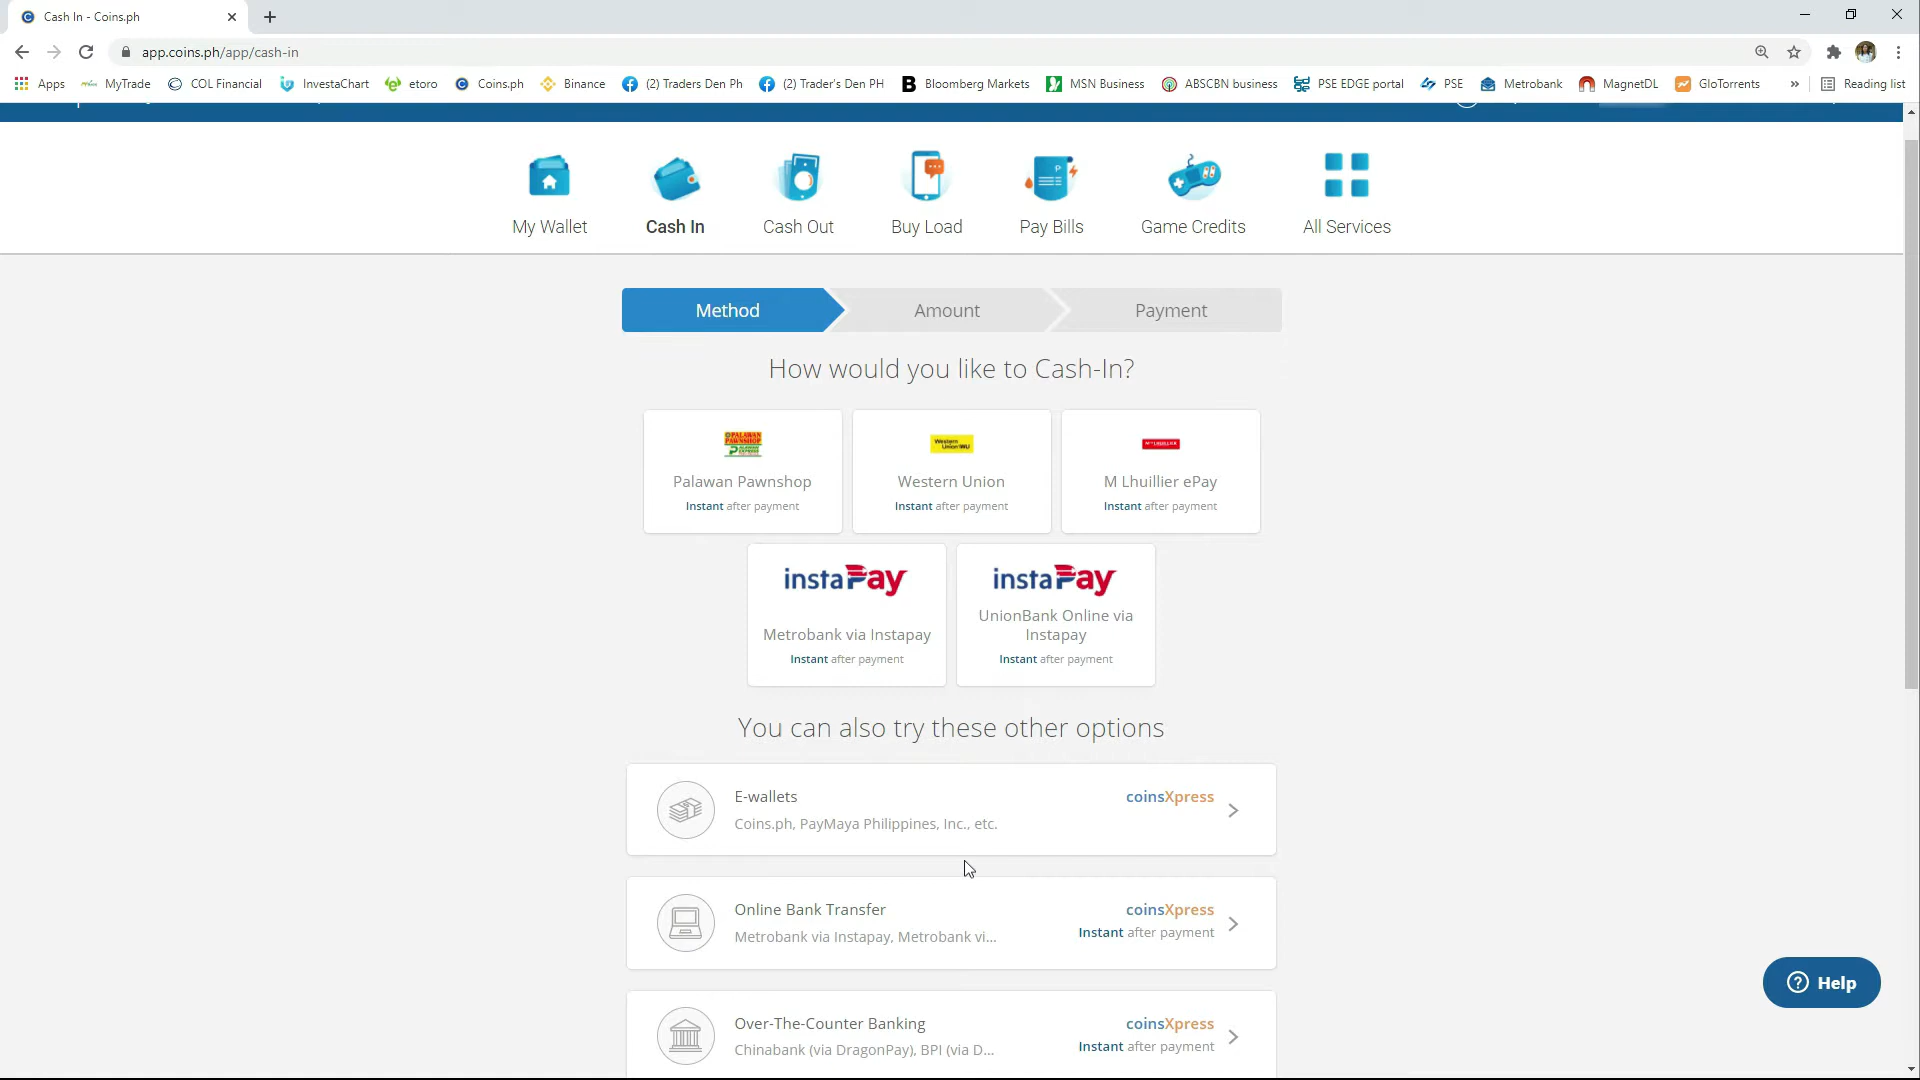 Cash In - Coins.ph
app.coins.ph/app/cash-in
Apps MyTrade COL Financial InvestaChart etoro Coins.ph Binance (2) Traders Den Ph (2) Trader's Den PH Bloomberg Markets MSN Business ABSCBN business PSE EDGE portal PSE Metrobank MagnetDL GloTorrents » Reading list
My Wallet Cash In Cash Out Buy Load Pay Bills Game Credits All Services
Method Amount Payment
How would you like to Cash-In?
PALAWAN PAWNSHOP
Western Union WU
M LHUILLIER
Palawan Pawnshop Western Union M Lhuillier ePay
Instant after payment Instant after payment Instant after payment
instaPay instaPay
Metrobank via Instapay
UnionBank Online via
Instapay
Instant after payment Instant after payment
You can also try these other options
E-wallets coinsXpress
Coins.ph, PayMaya Philippines, Inc., etc.
Online Bank Transfer coinsXpress
Metrobank via Instapay, Metrobank vi... Instant after payment
Over-The-Counter Banking coinsXpress
Chinabank (via DragonPay), BPI (via D... Instant after payment
? Help